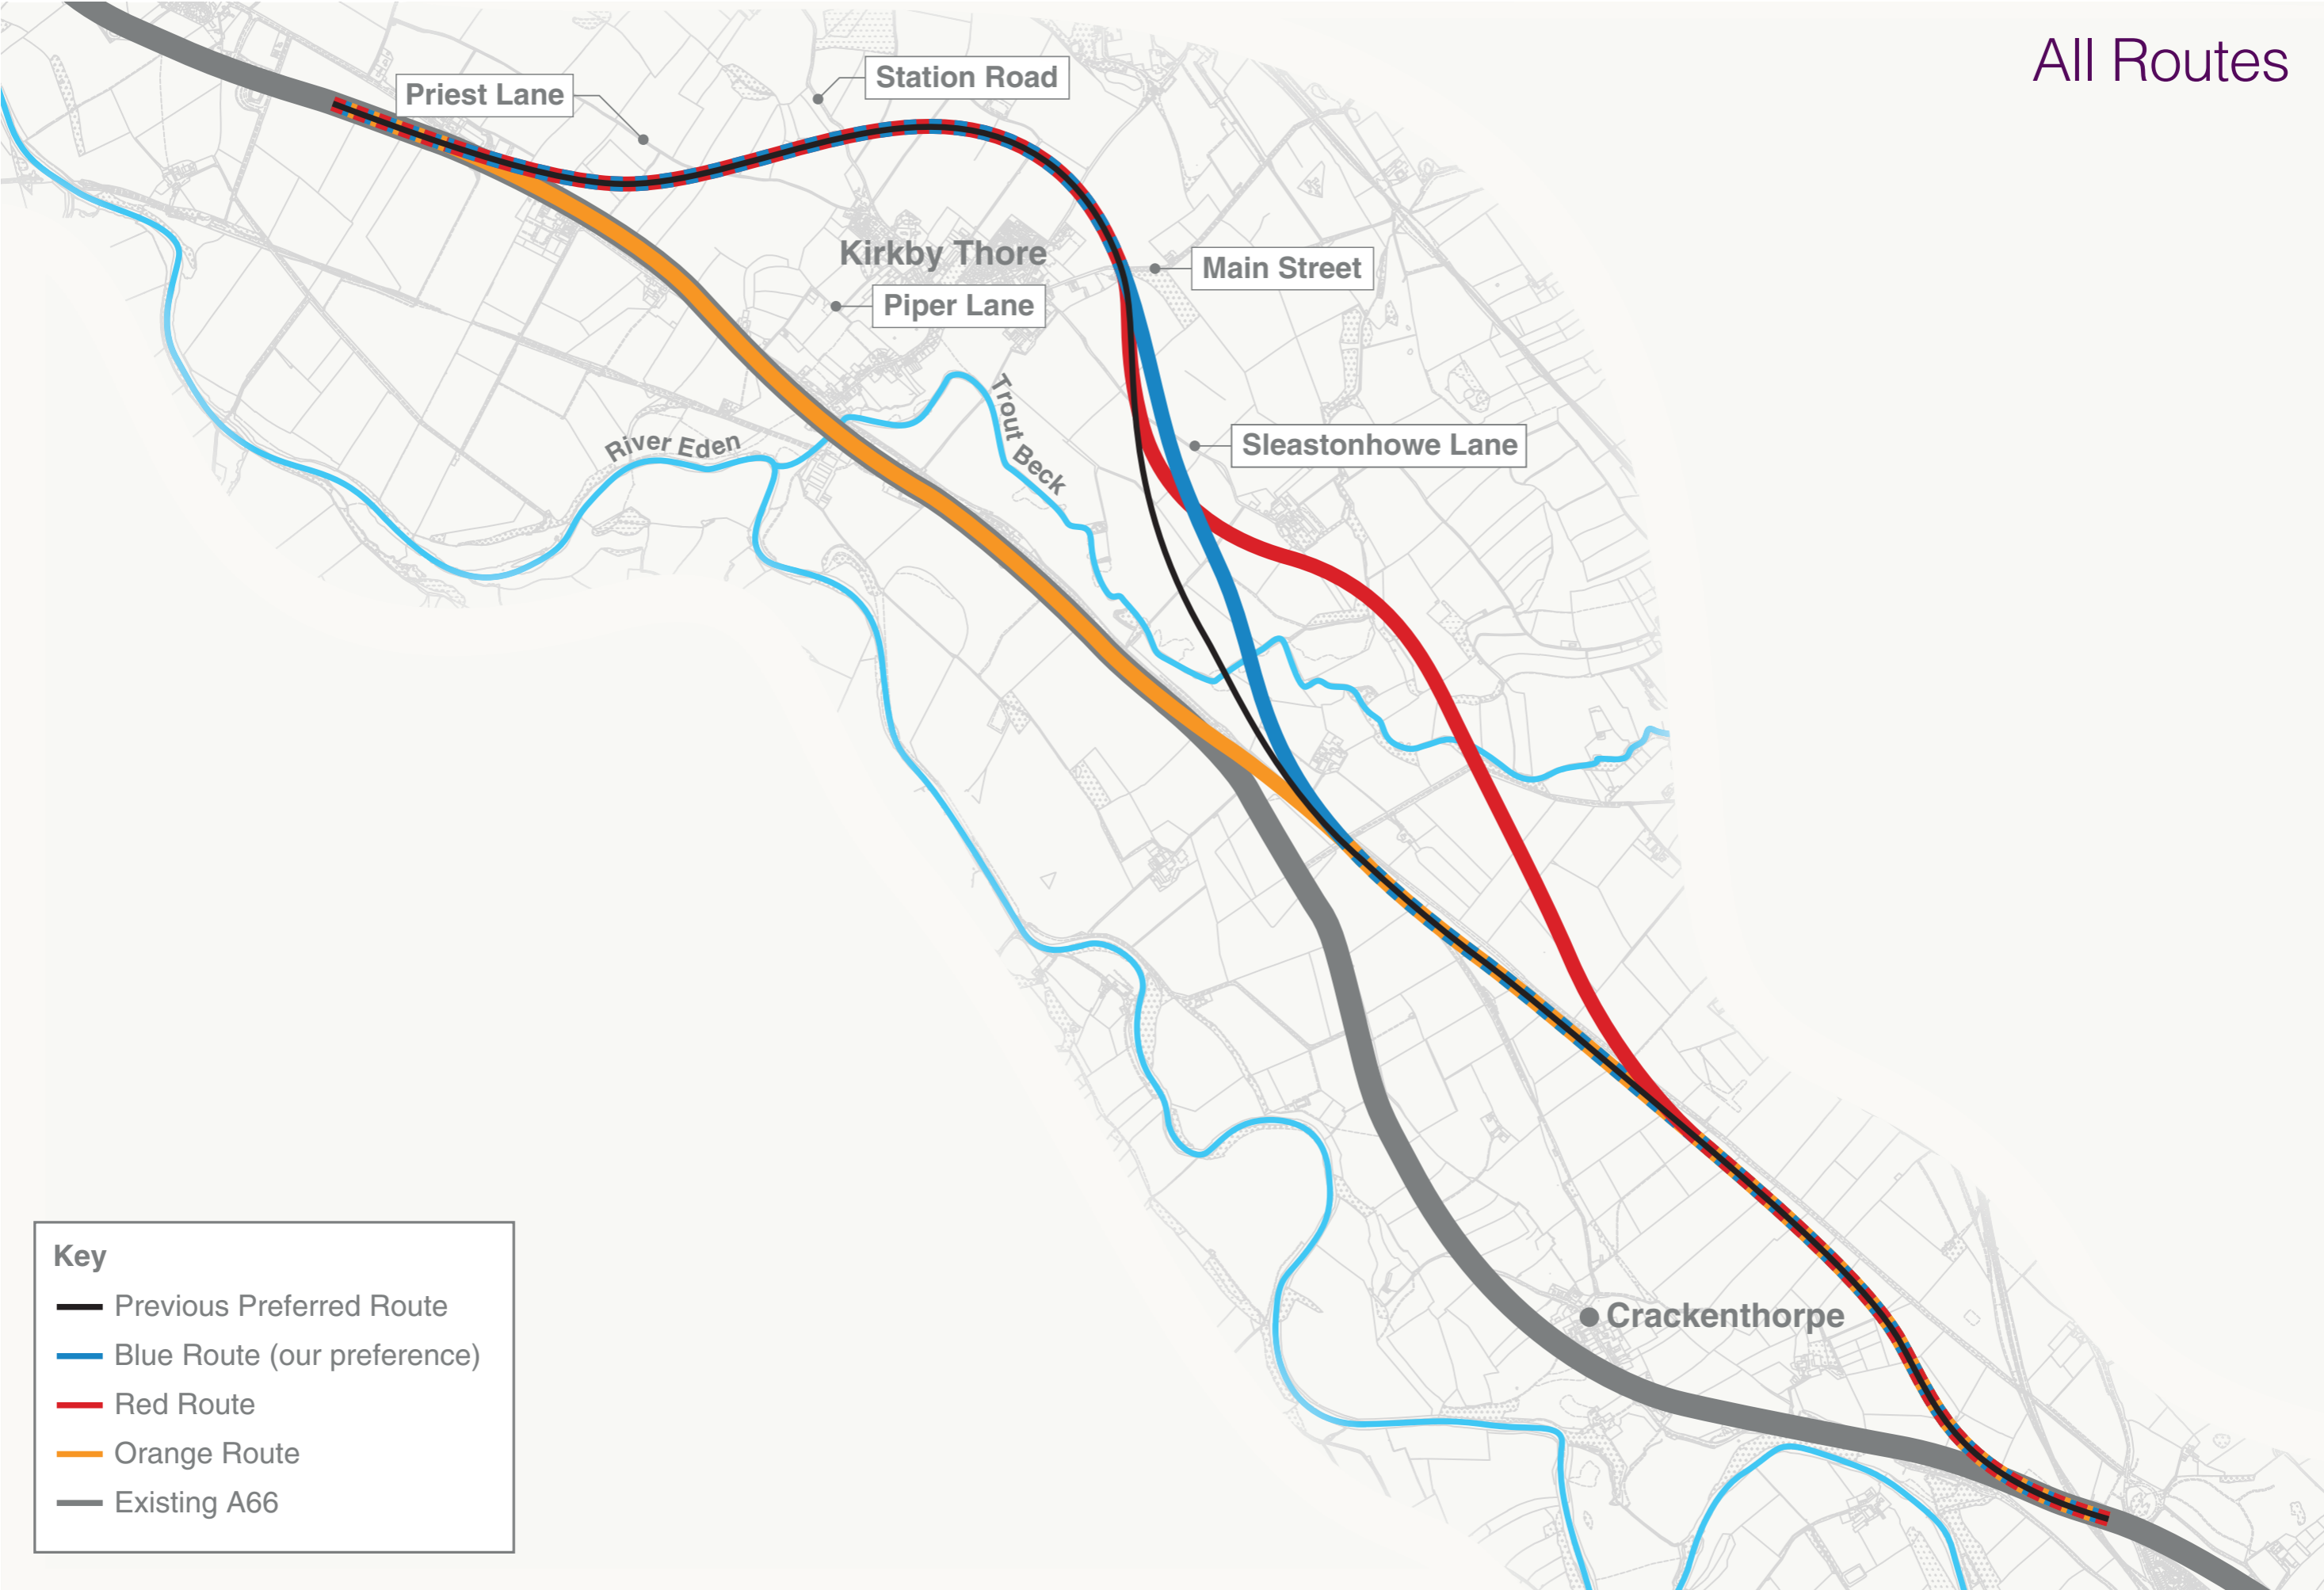 All Routes
Station Road
Priest Lane
Kirkby Thore
Main Street
Piper Lane
Trout Beck
River Eden
Sleastonhowe Lane
Crackenthorpe
Key
Previous Preferred Route
Blue Route (our preference)
Red Route
Orange Route
Existing A66